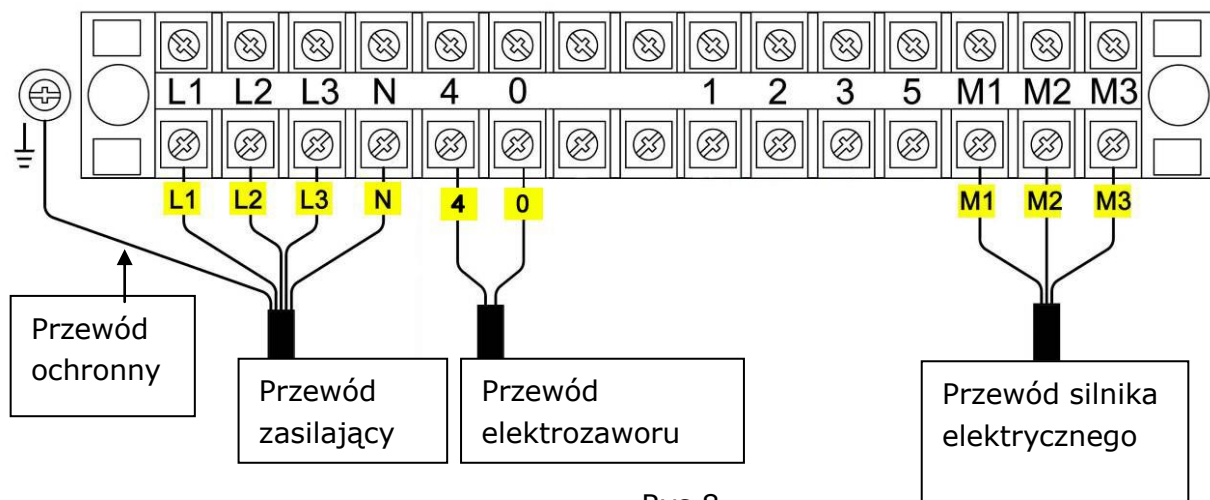 L1 L2 L3 N 4 0 1 2 3 5 M1 M2 M3
L1 L2 L3 N 4 0 M1 M2 M3
Przewód
ochronny
Przewód
zasilający
Przewód
elektrozaworu
Przewód silnika
elektrycznego